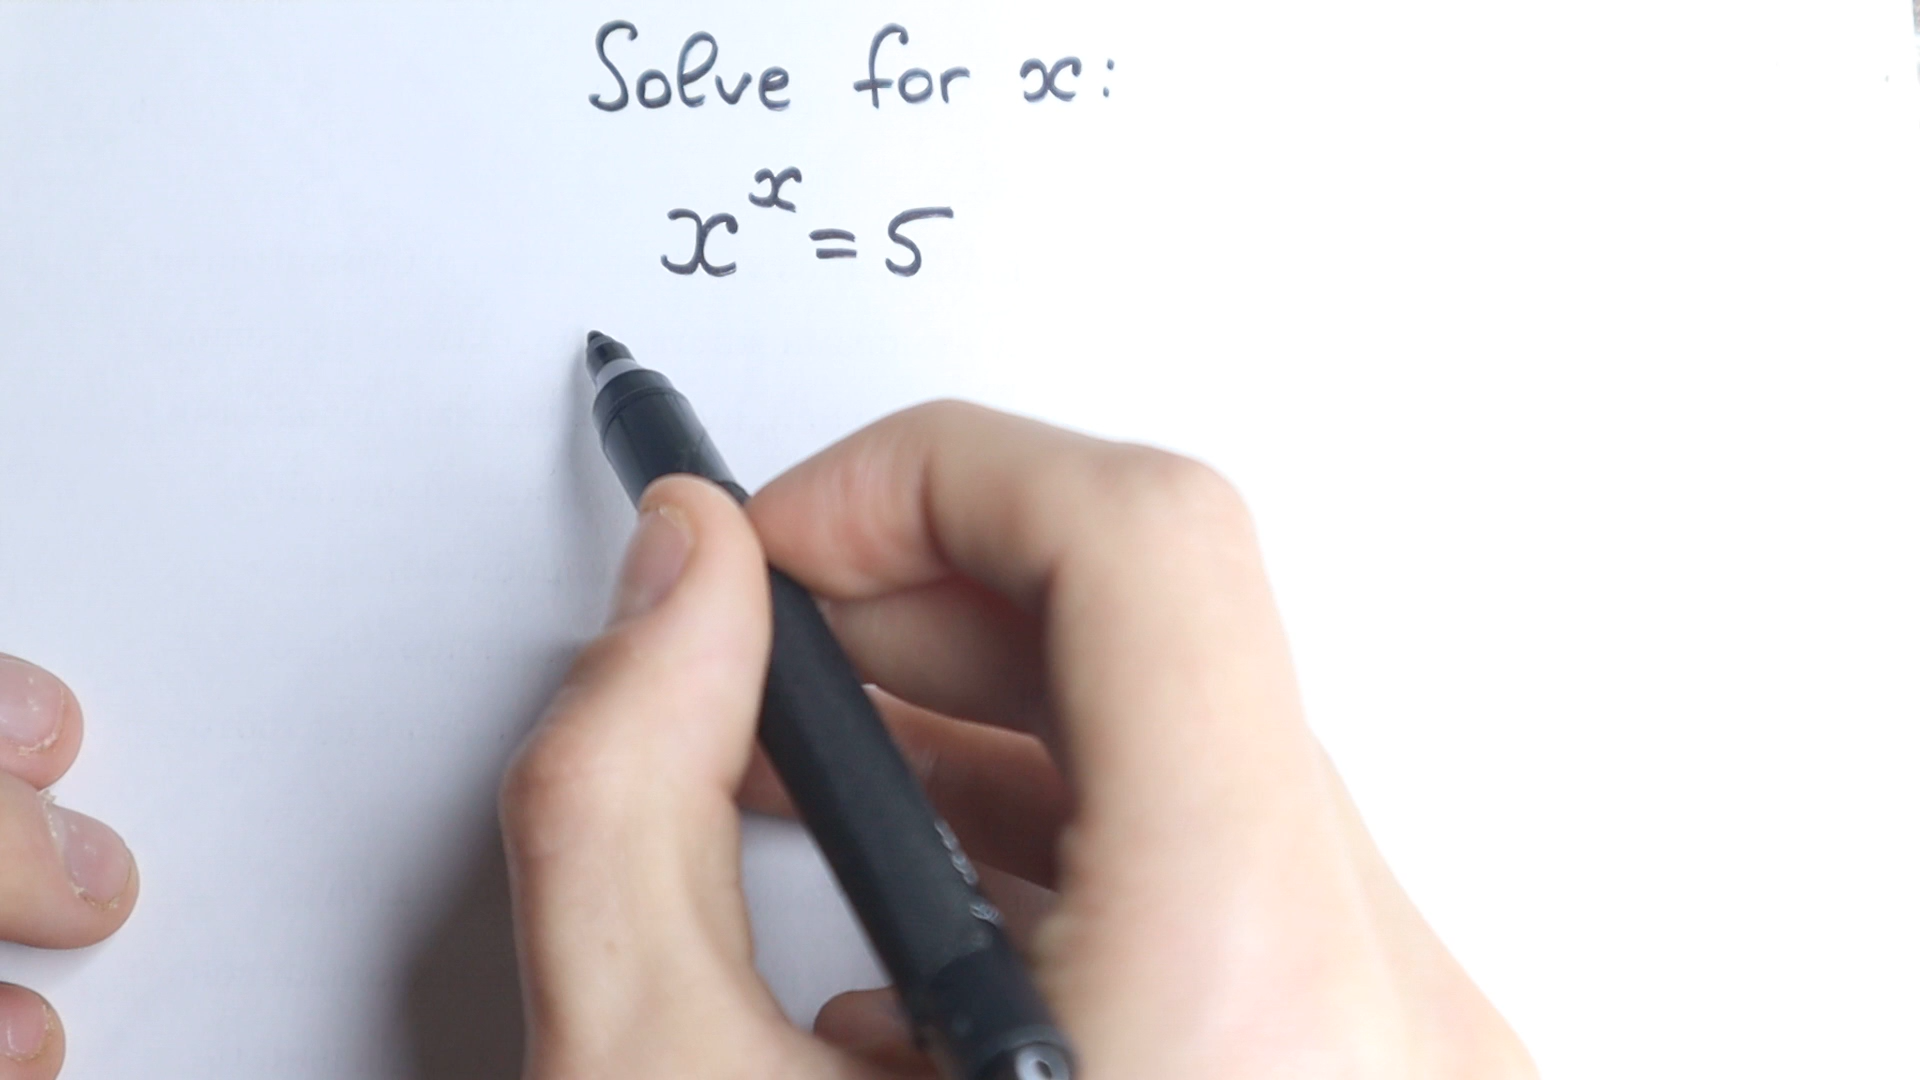 Solve for x:
x^x = 5